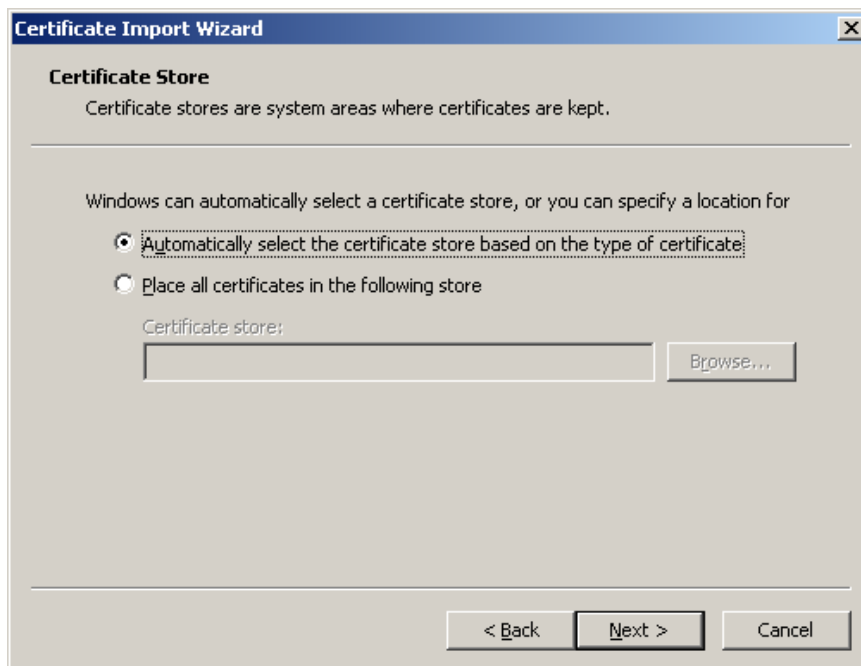 Certificate Import Wizard
Certificate Store
Certificate stores are system areas where certificates are kept.
Windows can automatically select a certificate store, or you can specify a location for
Automatically select the certificate store based on the type of certificate
Place all certificates in the following store
Certificate store:
Browse...
< Back Next > Cancel